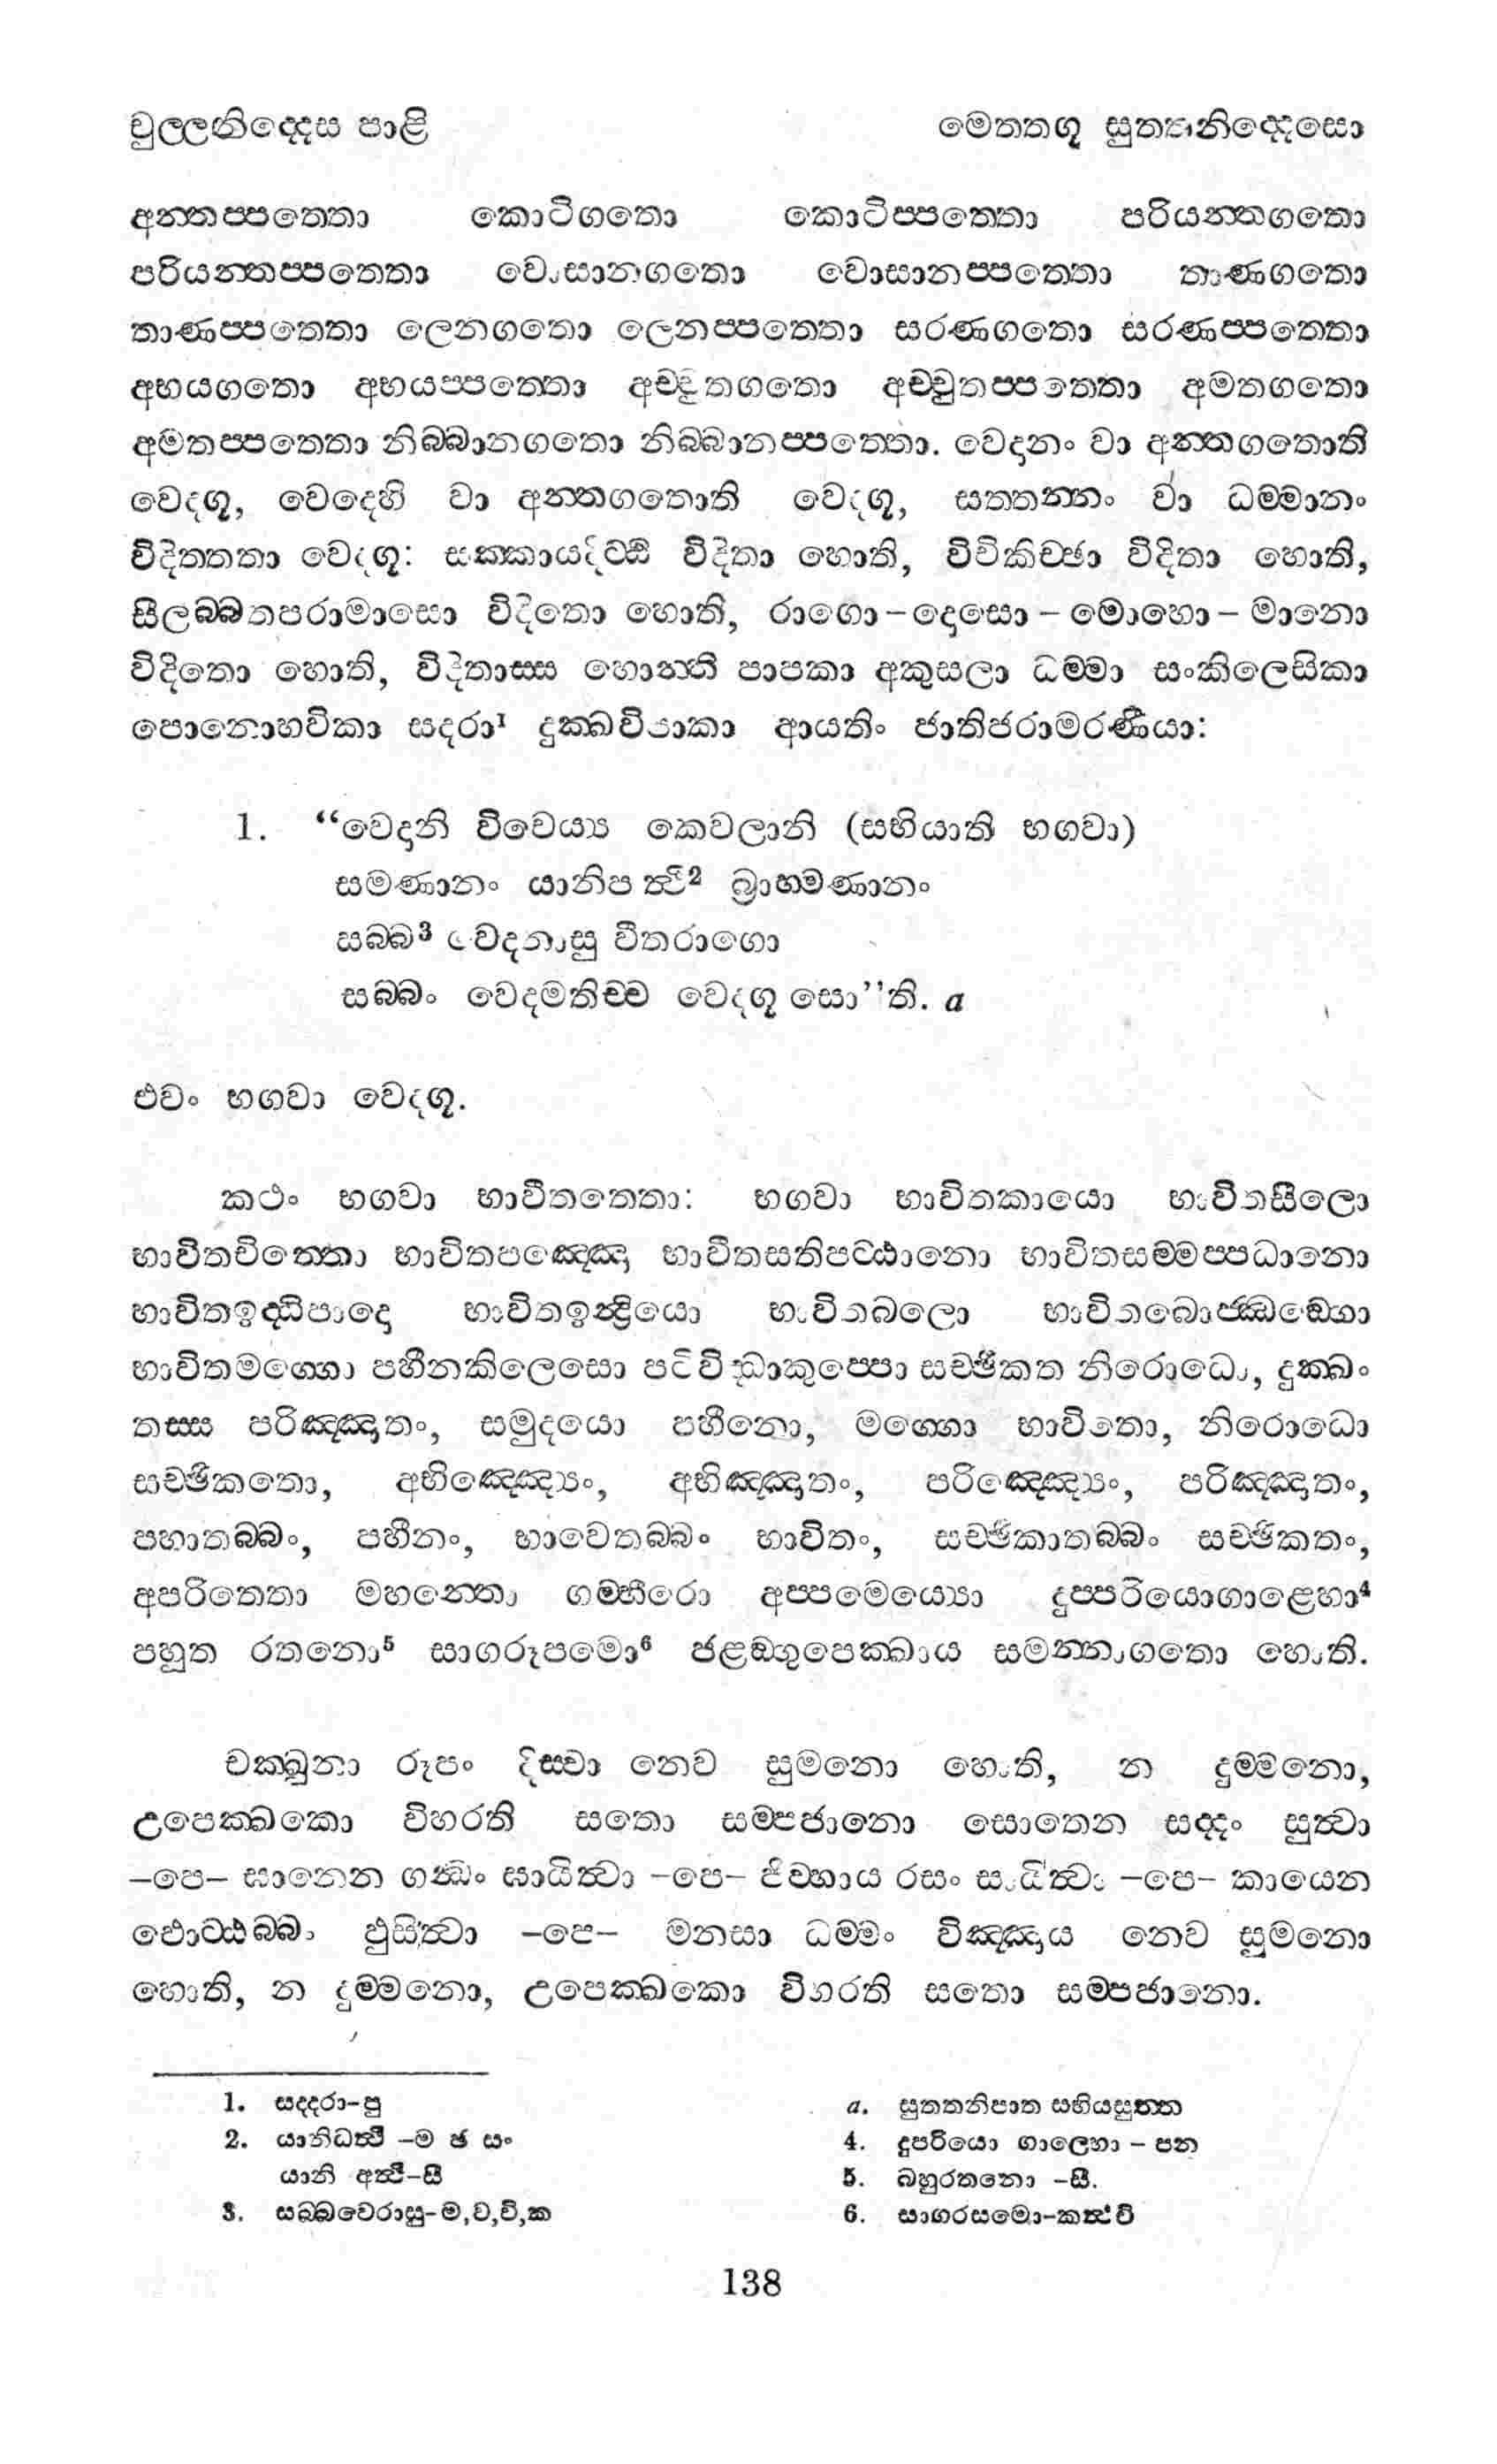 චුල්ලනිද්දෙස පාළි
මෙත්තගූ සුත්තනිද්දෙසො
අන්තප්පත්තො කොටිගතො කොටිප්පත්තො පරියන්තගතො
පරියන්තප්පත්තො වොසානගතො වොසානප්පත්තො තාණගතො
තාණප්පත්තො ලෙනගතො ලෙනප්පත්තො සරණගතො සරණප්පත්තො
අභයගතො අභයප්පත්තො අච්චුතගතො අච්චුතප්පත්තො අමතගතො
අමතප්පත්තො නිබ්බානගතො නිබ්බානප්පත්තො. වෙදානං වා අන්තගතොති
වෙදගූ, වෙදෙහි වා අන්තගතොති වෙදගූ, සත්තන්නං වා ධම්මානං
විදිතත්තා වෙදගූ: සක්කායදිට්ඨි විදිතා හොති, විචිකිච්ඡා විදිතා හොති,
සීලබ්බතපරාමාසො විදිතො හොති, රාගො – දොසො – මොහො – මානො
විදිතො හොති, විදිතාස්ස හොන්ති පාපකා අකුසලා ධම්මා සංකිලෙසිකා
පොනොභවිකා සදරා¹ දුක්ඛවිපාකා ආයතිං ජාතිජරාමරණීයා:
1. “වෙදානි විචෙය්‍ය කෙවලානි (සභියාති භගවා)
සමණානං යානිපත්ථි² බ්‍රාහ්මණානං
සබ්බ³ වෙදනාසු වීතරාගො
සබ්බං වෙදමතිච්ච වෙදගූ සො’’ති. a
එවං භගවා වෙදගූ.
කථං භගවා භාවිතත්තො: භගවා භාවිතකායො භාවිතසීලො
භාවිතචිත්තො භාවිතපඤ්ඤො භාවිතසතිපට්ඨානො භාවිතසම්මප්පධානො
භාවිතඉද්ධිපාදො භාවිතඉන්ද්‍රියො භාවිතබලො භාවිතබොජ්ඣඞ්ගො
භාවිතමග්ගො පහීනකිලෙසො පටිවිද්ධාකුප්පො සච්ඡිකත නිරොධො, දුක්ඛං
තස්ස පරිඤ්ඤාතං, සමුදයො පහීනො, මග්ගො භාවිතො, නිරොධො
සච්ඡිකතො, අභිඤ්ඤෙය්‍යං, අභිඤ්ඤාතං, පරිඤ්ඤෙය්‍යං, පරිඤ්ඤාතං,
පහාතබ්බං, පහීනං, භාවෙතබ්බං භාවිතං, සච්ඡිකාතබ්බං සච්ඡිකතං,
අපරිත්තො මහන්තො ගම්භීරො අප්පමෙය්‍යො දුප්පරියොගාළෙහා⁴
පහූත රතනො⁵ සාගරූපමො⁶ ඡළඞ්ගුපෙක්ඛාය සමන්නාගතො හොති.
චක්ඛුනා රූපං දිස්වා නෙව සුමනො හොති, න දුම්මනො,
උපෙක්ඛකො විහරති සතො සම්පජානො සොතෙන සද්දං සුත්වා
–පෙ– ඝානෙන ගන්ධං ඝායිත්වා –පෙ– ජිව්හාය රසං සායිත්වා –පෙ– කායෙන
ඵොට්ඨබ්බං ඵුසිත්වා –පෙ– මනසා ධම්මං විඤ්ඤාය නෙව සුමනො
හොති, න දුම්මනො, උපෙක්ඛකො විහරති සතො සම්පජානො.
1. සද්දරා-පු
2. යානිධත්ථි –ම ඡ සං
යානි අත්ථි-සී
3. සබ්බවෙරාසු-ම,ව,වි,ක
a. සුත්තනිපාත සභියසුත්ත
4. දුපරියො ගාලෙහා – පන
5. බහුරතනො –සී.
6. සාගරසමො-කත්ථචි
138